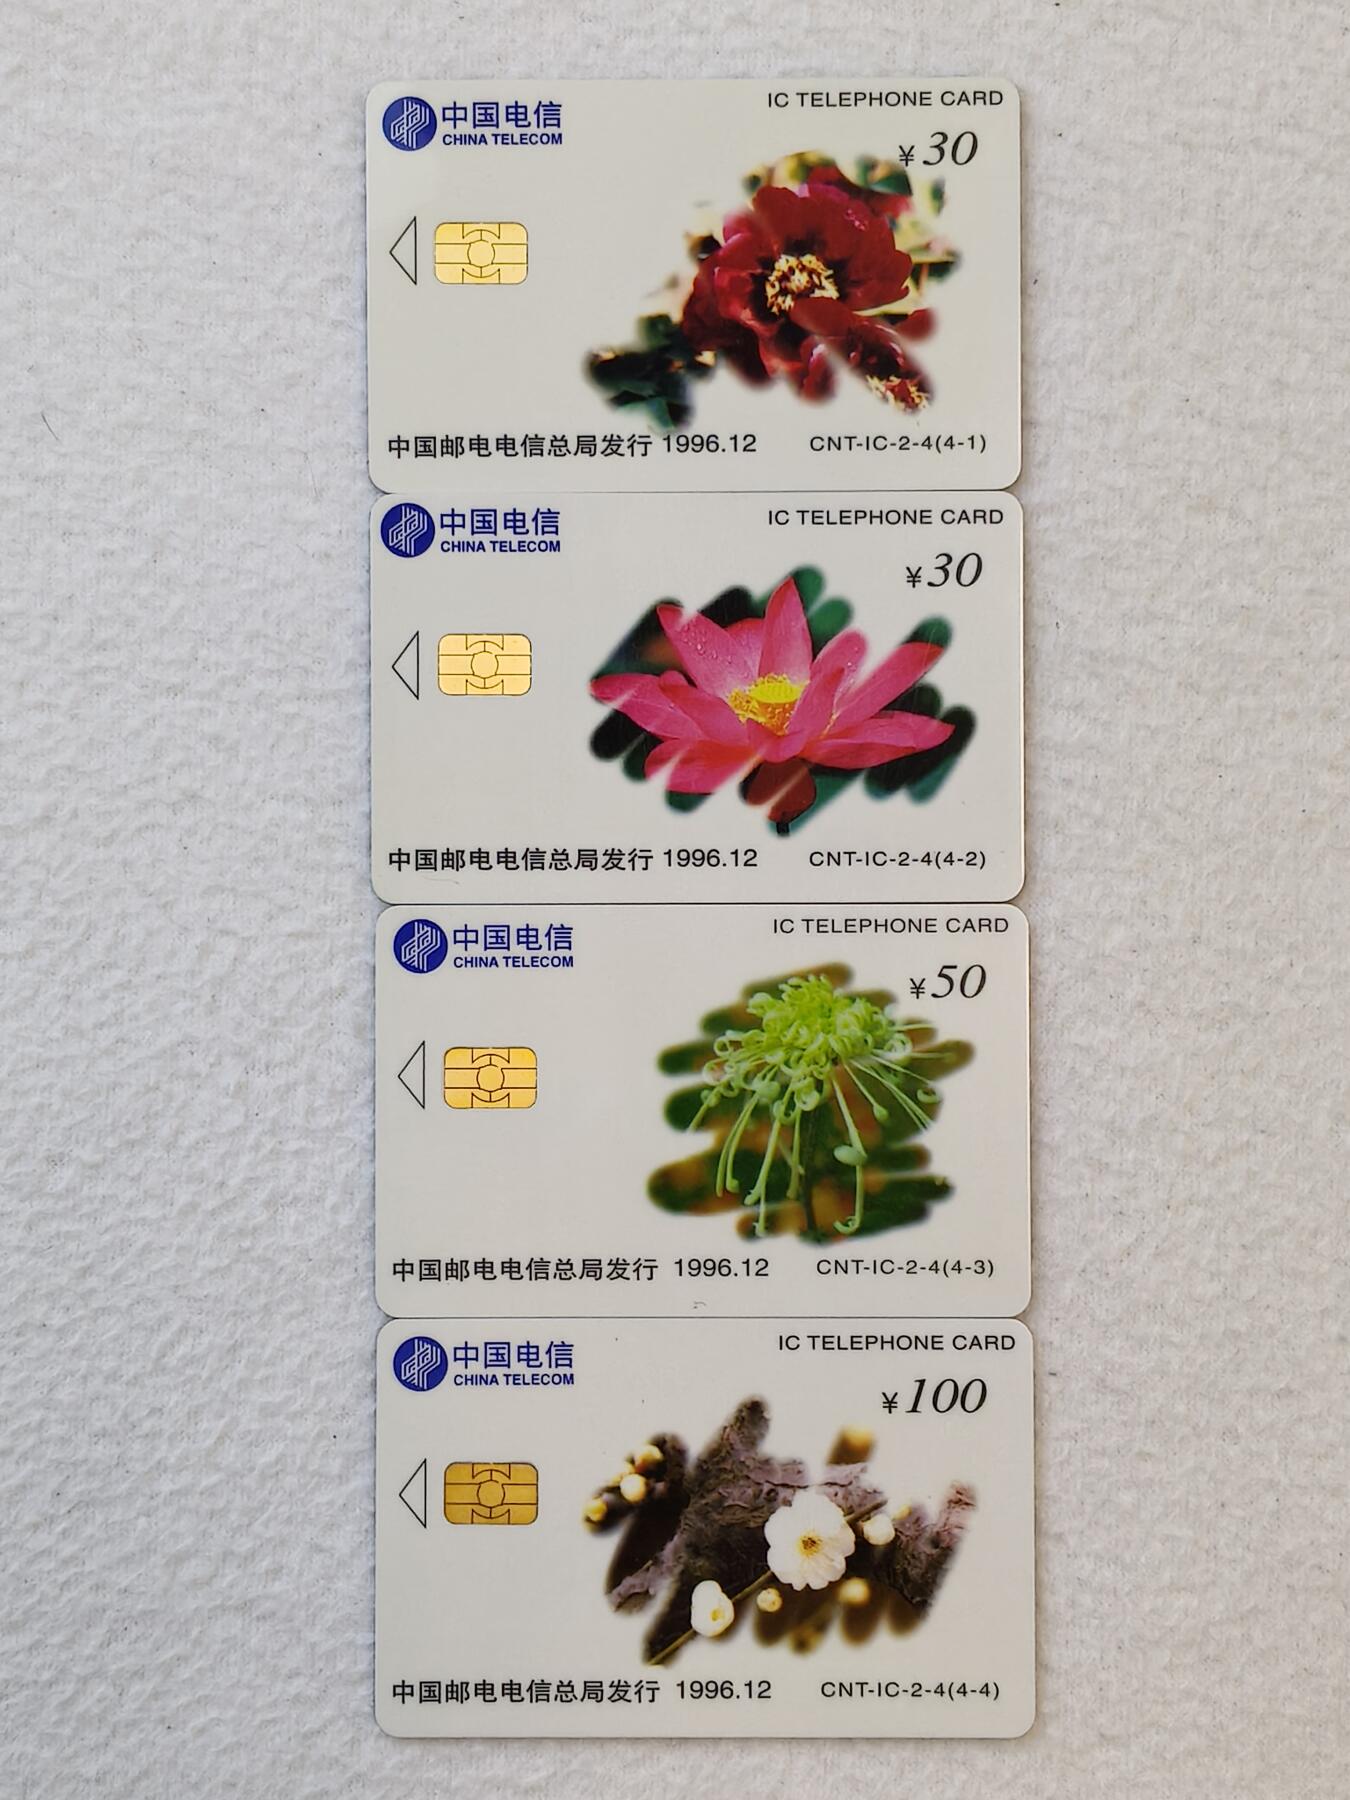 中国电信
CHINA TELECOM
IC TELEPHONE CARD
¥30
中国邮电电信总局发行 1996.12 CNT-IC-2-4(4-1)
中国电信
CHINA TELECOM
IC TELEPHONE CARD
¥30
中国邮电电信总局发行 1996.12 CNT-IC-2-4(4-2)
中国电信
CHINA TELECOM
IC TELEPHONE CARD
¥50
中国邮电电信总局发行 1996.12 CNT-IC-2-4(4-3)
中国电信
CHINA TELECOM
IC TELEPHONE CARD
¥100
中国邮电电信总局发行 1996.12 CNT-IC-2-4(4-4)